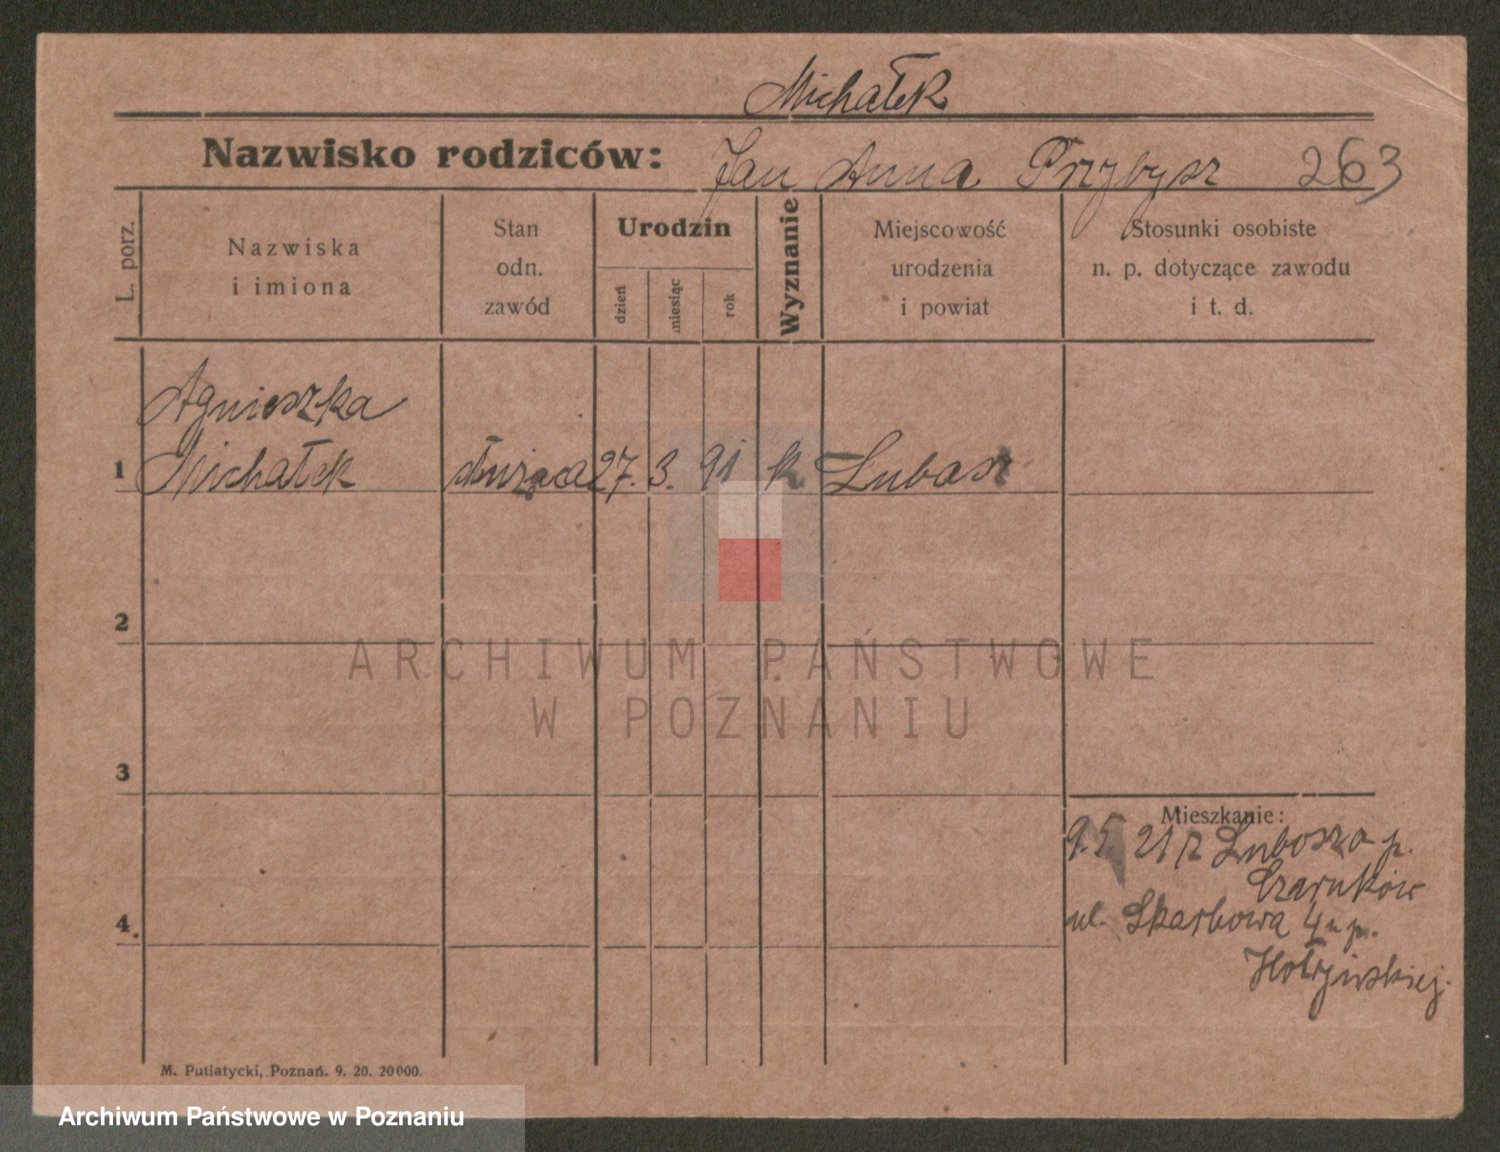 Michałek
Nazwisko rodziców: Jan Anna Przybysz 263
L. porz.
Nazwiska
i imiona
Stan
odn.
zawód
Urodzin
dzień
miesiąc
rok
Wyznanie
Miejscowość
urodzenia
i powiat
Stosunki osobiste
n. p. dotyczące zawodu
i t. d.
Agnieszka
1 Michałek służąca 27. 3. 91 k Lubasz
2
ARCHIWUM PAŃSTWOWE
W POZNANIU
3
Mieszkanie:
9.5. 21 z Lubosza p.
Czarnków
4 ul. Skarbowa 4 u p.
M. Putiatycki, Poznań. 9. 20. 20000.
Archiwum Państwowe w Poznaniu